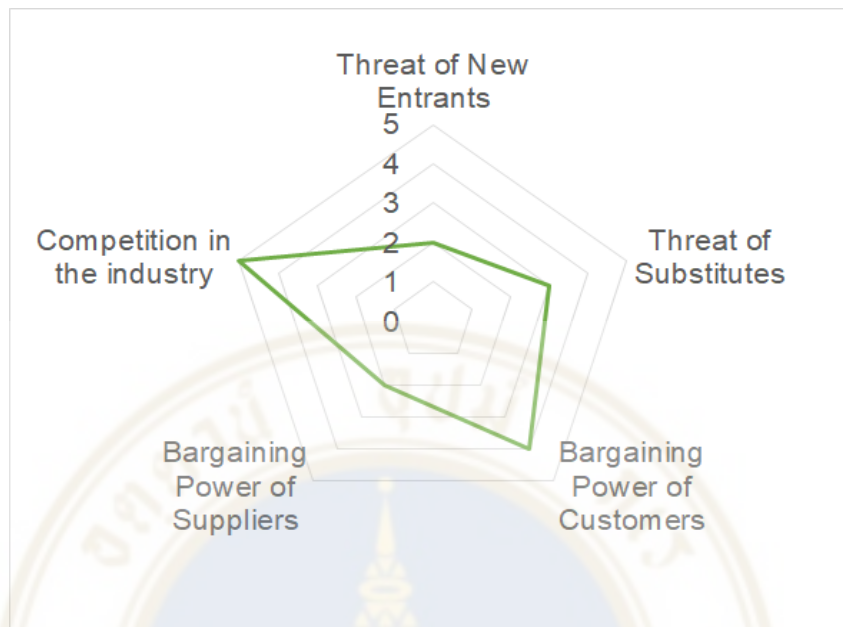 Threat of New
Entrants
5
4
3
2
1
0
Competition in
the industry
Threat of
Substitutes
Bargaining
Power of
Suppliers
Bargaining
Power of
Customers